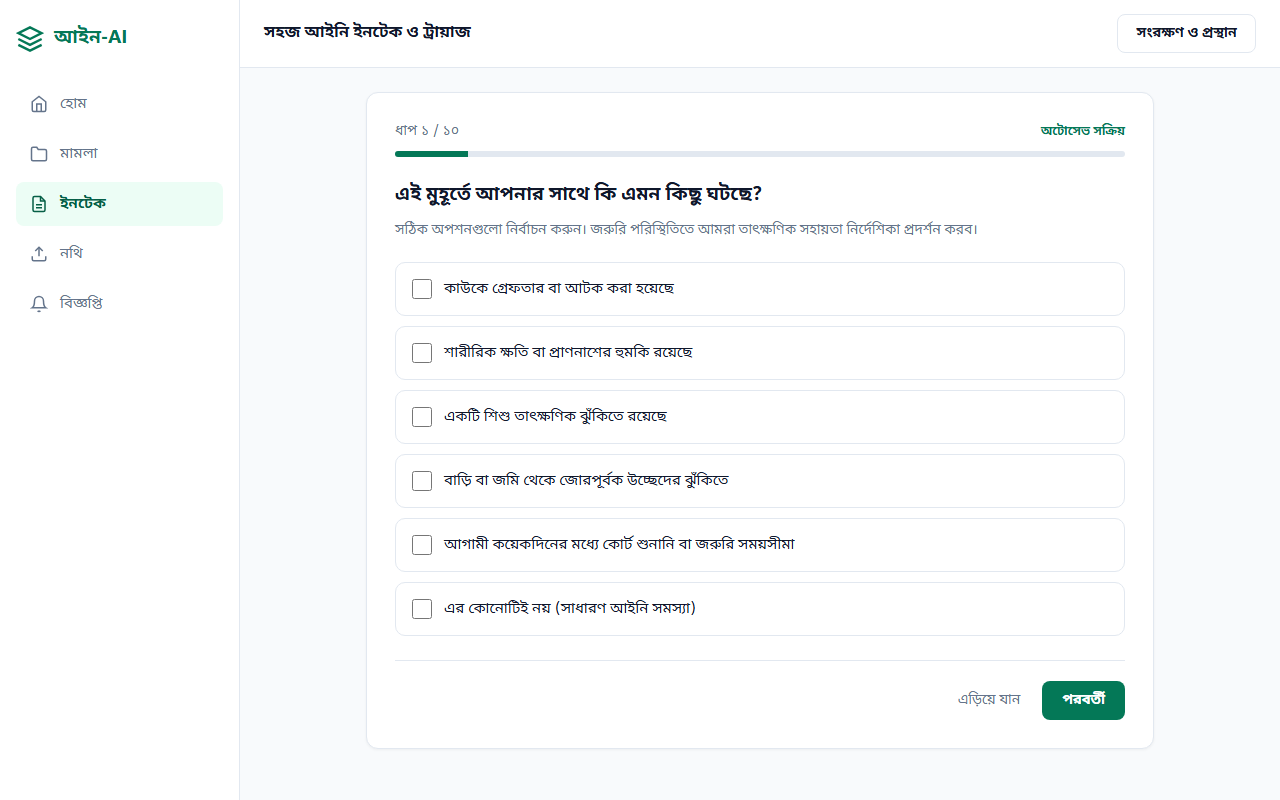 আইন-AI
হোম
মামলা
ইনটেক
নথি
বিজ্ঞপ্তি
সহজ আইনি ইনটেক ও ট্রায়াজ
সংরক্ষণ ও প্রস্থান
ধাপ ১ / ১০
অটোসেভ সক্রিয়
এই মুহূর্তে আপনার সাথে কি এমন কিছু ঘটছে?
সঠিক অপশনগুলো নির্বাচন করুন। জরুরি পরিস্থিতিতে আমরা তাৎক্ষণিক সহায়তা নির্দেশিকা প্রদর্শন করব।
কাউকে গ্রেফতার বা আটক করা হয়েছে
শারীরিক ক্ষতি বা প্রাণনাশের হুমকি রয়েছে
একটি শিশু তাৎক্ষণিক ঝুঁকিতে রয়েছে
বাড়ি বা জমি থেকে জোরপূর্বক উচ্ছেদের ঝুঁকিতে
আগামী কয়েকদিনের মধ্যে কোর্ট শুনানি বা জরুরি সময়সীমা
এর কোনোটিই নয় (সাধারণ আইনি সমস্যা)
এড়িয়ে যান
পরবর্তী